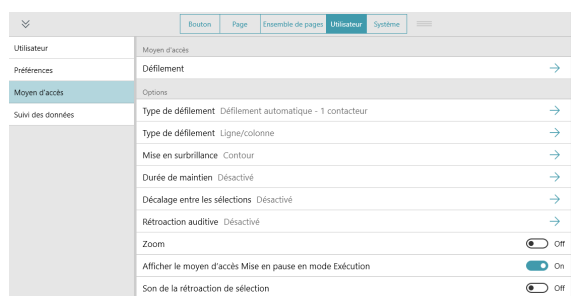 Bouton Page Ensemble de pages Utilisateur Système
Utilisateur
Préférences
Moyen d'accès
Suivi des données
Moyen d'accès
Défilement
Options
Type de défilement Défilement automatique - 1 contacteur
Type de défilement Ligne/colonne
Mise en surbrillance Contour
Durée de maintien Désactivé
Décalage entre les sélections Désactivé
Rétroaction auditive Désactivé
Zoom Off
Afficher le moyen d'accès Mise en pause en mode Exécution On
Son de la rétroaction de sélection Off